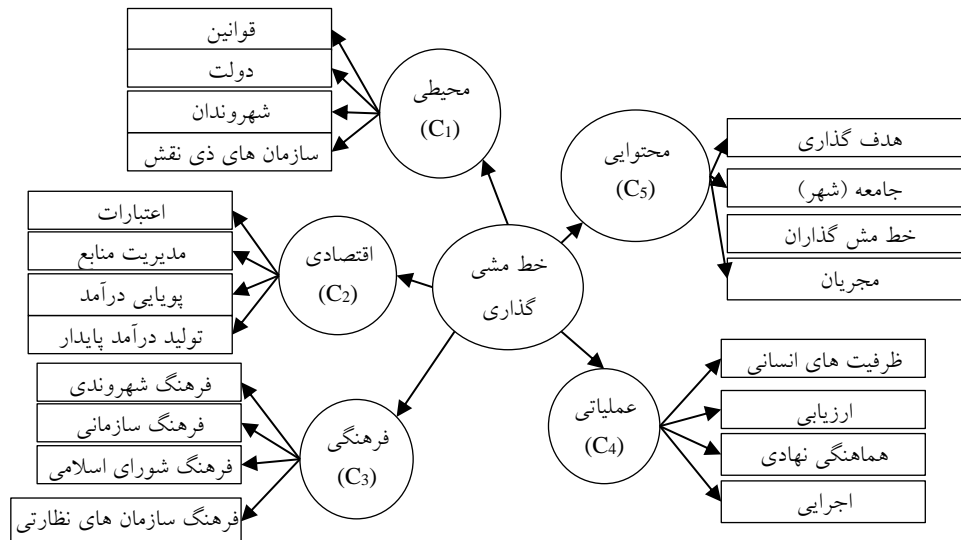 قوانین
دولت
شهروندان
سازمان های ذی نقش
محیطی
(C1)
محتوایی
(C5)
هدف گذاری
جامعه (شهر)
خط مش گذاران
مجریان
اعتبارات
مدیریت منابع
پویایی درآمد
تولید درآمد پایدار
اقتصادی
(C2)
خط مشی
گذاری
فرهنگ شهروندی
فرهنگ سازمانی
فرهنگ شورای اسلامی
فرهنگ سازمان های نظارتی
فرهنگی
(C3)
عملیاتی
(C4)
ظرفیت های انسانی
ارزیابی
هماهنگی نهادی
اجرایی